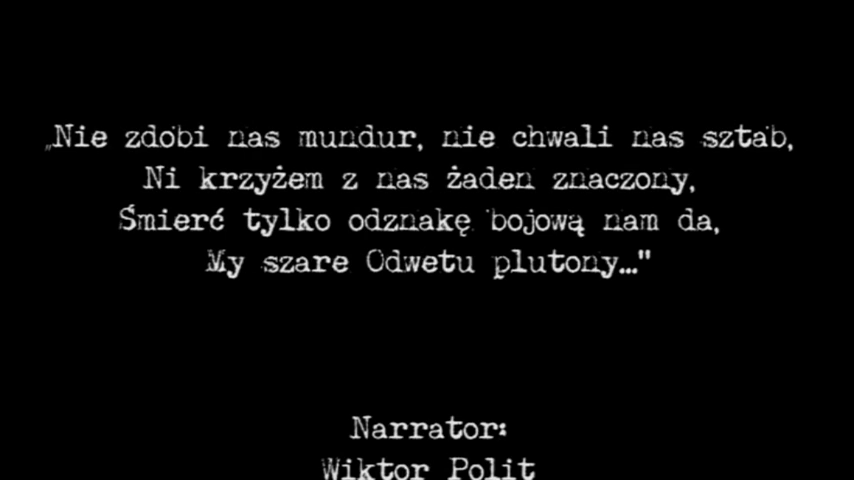 „Nie zdobi nas mundur, nie chwali nas sztab,
Ni krzyżem z nas żaden znaczony,
Śmierć tylko odznakę bojową nam da,
My szare Odwetu plutony..."
Narrator:
Wiktor Polit